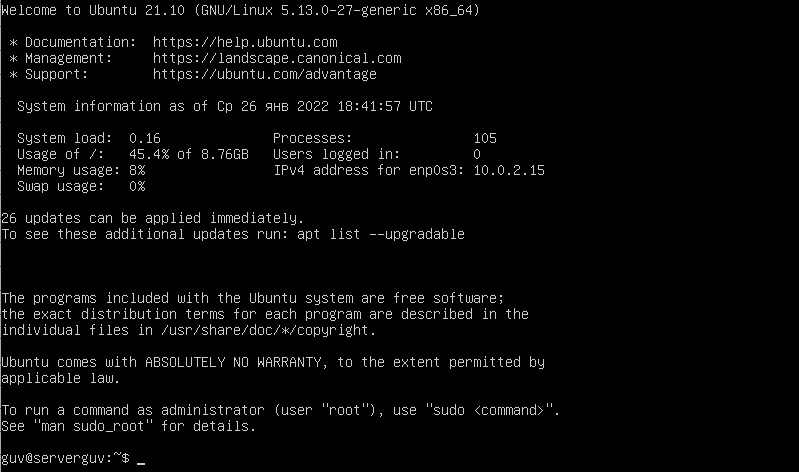 Welcome to Ubuntu 21.10 (GNU/Linux 5.13.0-27-generic x86_64)
* Documentation:  https://help.ubuntu.com
* Management:     https://landscape.canonical.com
* Support:        https://ubuntu.com/advantage
System information as of Ср 26 янв 2022 18:41:57 UTC
System load:  0.16              Processes:               105
Usage of /:   45.4% of 8.76GB   Users logged in:         0
Memory usage: 8%                IPv4 address for enp0s3: 10.0.2.15
Swap usage:   0%
26 updates can be applied immediately.
To see these additional updates run: apt list --upgradable
The programs included with the Ubuntu system are free software;
the exact distribution terms for each program are described in the
individual files in /usr/share/doc/*/copyright.
Ubuntu comes with ABSOLUTELY NO WARRANTY, to the extent permitted by
applicable law.
To run a command as administrator (user "root"), use "sudo <command>".
See "man sudo_root" for details.
guv@serverguv:~$ _